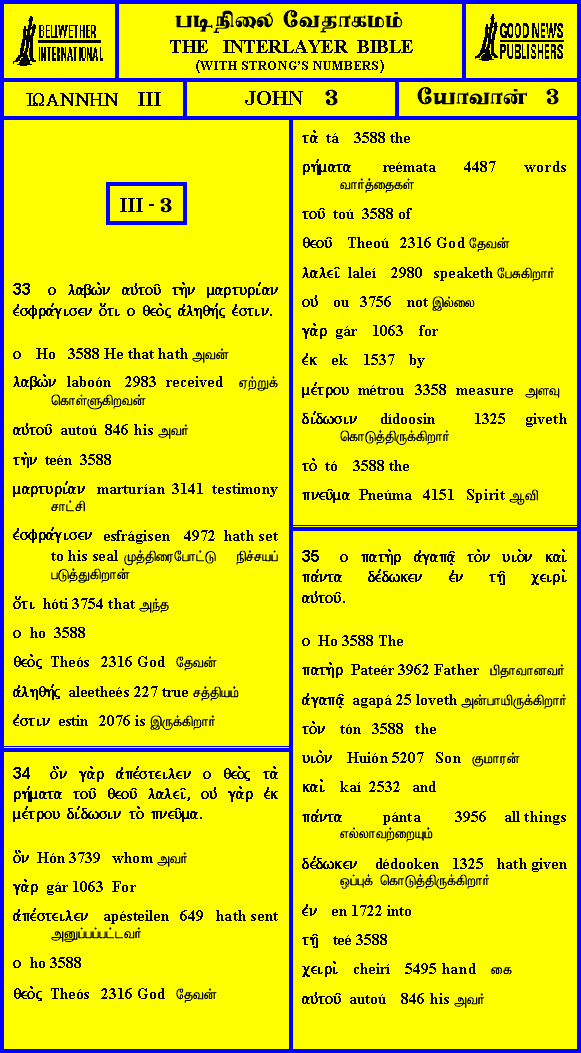 BELLWETHER
INTERNATIONAL
படிநிலை வேதாகமம்
THE INTERLAYER BIBLE
(WITH STRONG'S NUMBERS)
GOOD NEWS
PUBLISHERS
ΙΩΑΝΝΗΝ III
JOHN 3
யோவான் 3
III - 3
33 ο λαβὼν αὐτοῦ τὴν μαρτυρίαν
ἐσφράγισεν ὅτι ο θεὸς ἀληθής ἐστιν.
ο Ho 3588 He that hath அவன்
λαβὼν laboón 2983 received ஏற்றுக்
கொள்ளுகிறவன்
αὐτοῦ autoú 846 his அவர்
τὴν teén 3588
μαρτυρίαν marturían 3141 testimony
சாட்சி
ἐσφράγισεν esfrágisen 4972 hath set
to his seal முத்திரைபோட்டு நிச்சயப்
படுத்துகிறான்
ὅτι hóti 3754 that அந்த
ο ho 3588
θεὸς Theós 2316 God தேவன்
ἀληθής aleetheés 227 true சத்தியம்
ἐστιν estin 2076 is இருக்கிறார்
34 ὃν γὰρ ἀπέστειλεν ο θεὸς τὰ
ρήματα τοῦ θεοῦ λαλεῖ, οὐ γὰρ ἐκ
μέτρου δίδωσιν τὸ πνεῦμα.
ὃν Hón 3739 whom அவர்
γὰρ gár 1063 For
ἀπέστειλεν apésteilen 649 hath sent
அனுப்பப்பட்டவர்
ο ho 3588
θεὸς Theós 2316 God தேவன்
τὰ tá 3588 the
ρήματα reémata 4487 words
வார்த்தைகள்
τοῦ toú 3588 of
θεοῦ Theoú 2316 God தேவன்
λαλεῖ laleí 2980 speaketh பேசுகிறார்
οὐ ou 3756 not இல்லை
γὰρ gár 1063 for
ἐκ ek 1537 by
μέτρου métrou 3358 measure அளவு
δίδωσιν dídoosin 1325 giveth
கொடுத்திருக்கிறார்
τὸ tó 3588 the
πνεῦμα Pneúma 4151 Spirit ஆவி
35 ο πατὴρ ἀγαπᾷ τὸν υιὸν καὶ
πάντα δέδωκεν ἐν τῇ χειρὶ
αὐτοῦ.
ο Ho 3588 The
πατὴρ Pateér 3962 Father பிதாவானவர்
ἀγαπᾷ agapá 25 loveth அன்பாயிருக்கிறார்
τὸν tón 3588 the
υιὸν Huión 5207 Son குமாரன்
καὶ kaí 2532 and
πάντα pánta 3956 all things
எல்லாவற்றையும்
δέδωκεν dédooken 1325 hath given
ஒப்புக் கொடுத்திருக்கிறார்
ἐν en 1722 into
τῇ teé 3588
χειρὶ cheirí 5495 hand கை
αὐτοῦ autoú 846 his அவர்